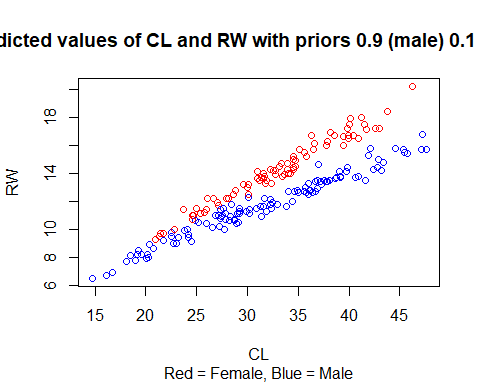 dicted values of CL and RW with priors 0.9 (male) 0.1
RW
18
14
10
8
6
15 20 25 30 35 40 45
CL
Red = Female, Blue = Male